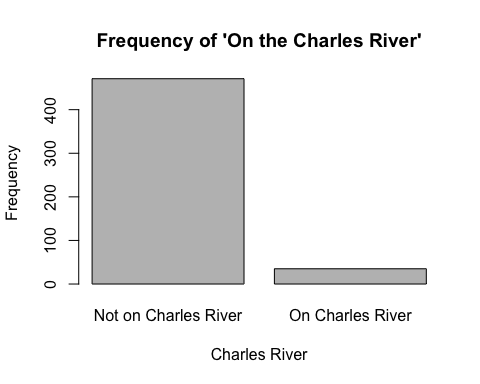 Frequency of 'On the Charles River'
Frequency
400
300
200
100
0
Not on Charles River
On Charles River
Charles River